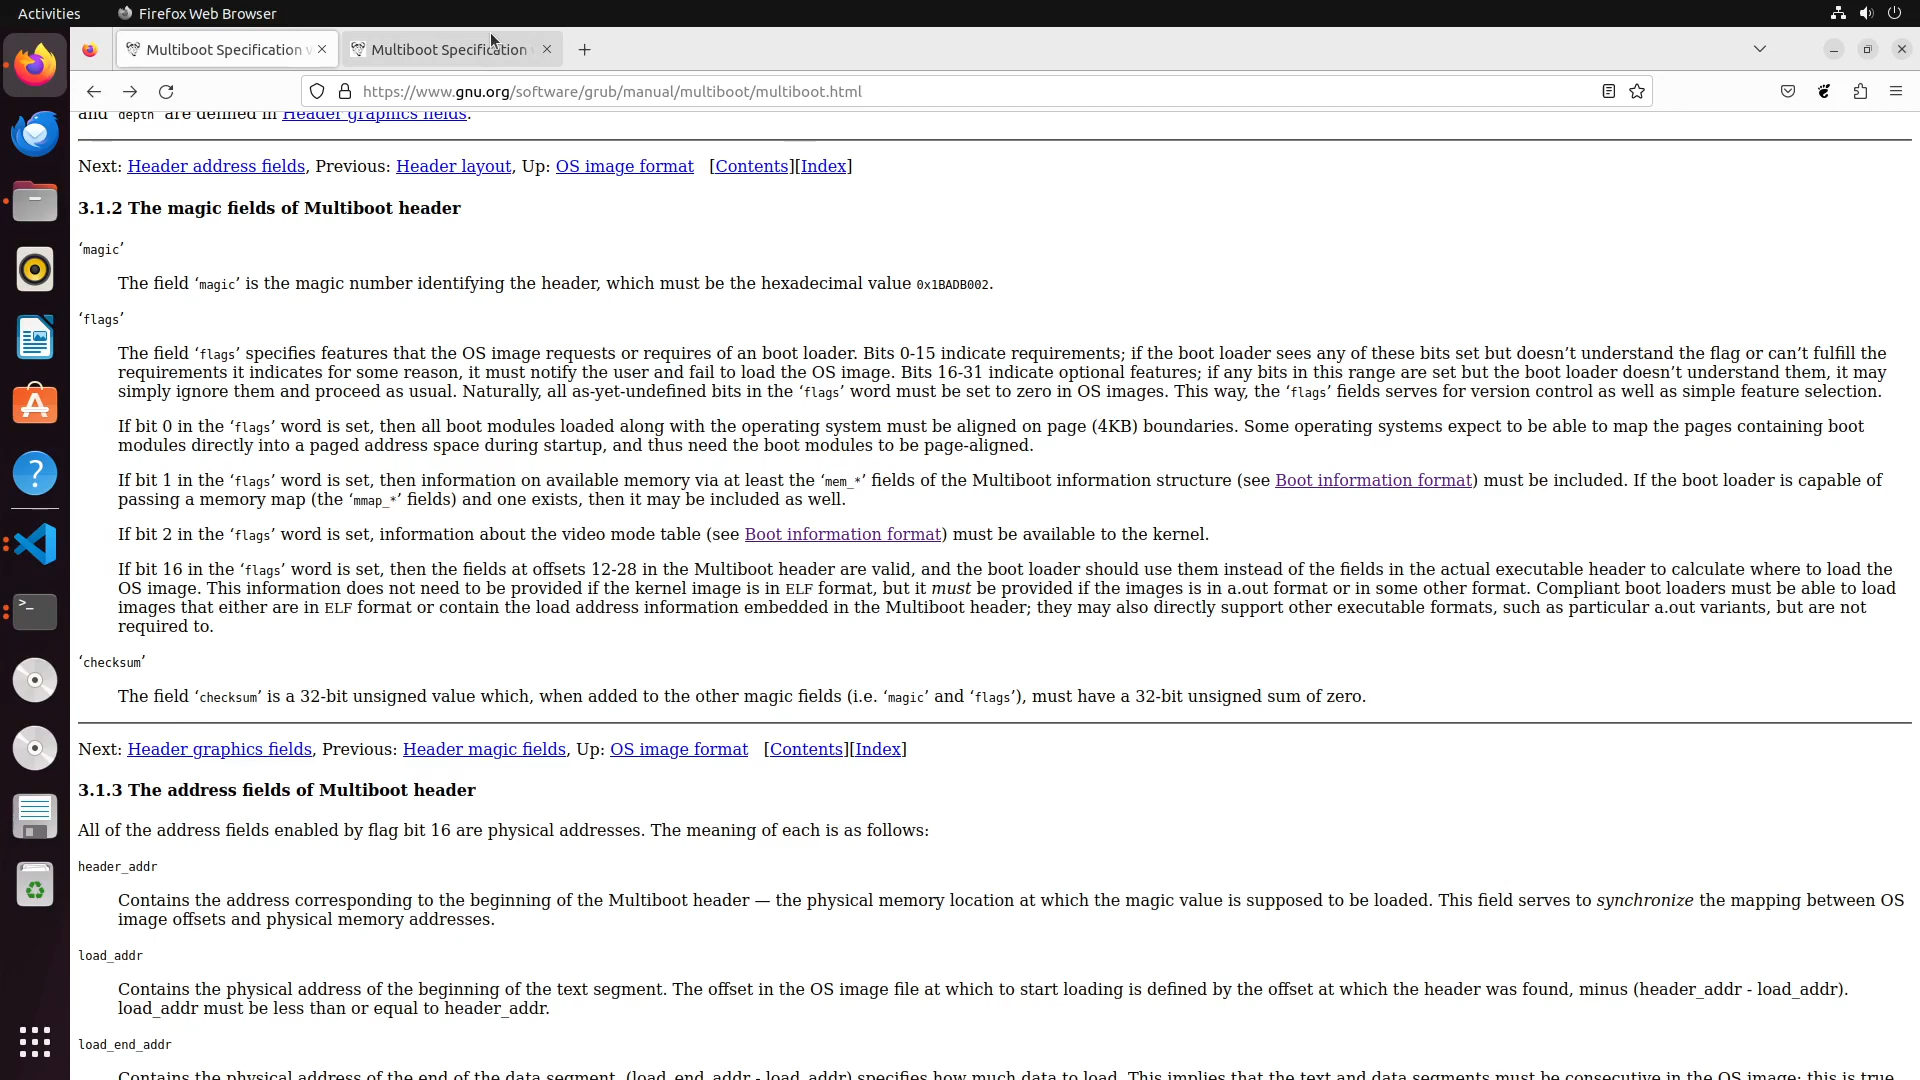 Activities
Firefox Web Browser
Multiboot Specification v
Multiboot Specification
https://www.gnu.org/software/grub/manual/multiboot/multiboot.html
and ‘depth’ are defined in Header graphics fields.
Next: Header address fields, Previous: Header layout, Up: OS image format [Contents][Index]
3.1.2 The magic fields of Multiboot header
‘magic’
The field ‘magic’ is the magic number identifying the header, which must be the hexadecimal value 0x1BADB002.
‘flags’
The field ‘flags’ specifies features that the OS image requests or requires of an boot loader. Bits 0-15 indicate requirements; if the boot loader sees any of these bits set but doesn’t understand the flag or can’t fulfill the
requirements it indicates for some reason, it must notify the user and fail to load the OS image. Bits 16-31 indicate optional features; if any bits in this range are set but the boot loader doesn’t understand them, it may
simply ignore them and proceed as usual. Naturally, all as-yet-undefined bits in the ‘flags’ word must be set to zero in OS images. This way, the ‘flags’ fields serves for version control as well as simple feature selection.
If bit 0 in the ‘flags’ word is set, then all boot modules loaded along with the operating system must be aligned on page (4KB) boundaries. Some operating systems expect to be able to map the pages containing boot
modules directly into a paged address space during startup, and thus need the boot modules to be page-aligned.
If bit 1 in the ‘flags’ word is set, then information on available memory via at least the ‘mem_*’ fields of the Multiboot information structure (see Boot information format) must be included. If the boot loader is capable of
passing a memory map (the ‘mmap_*’ fields) and one exists, then it may be included as well.
If bit 2 in the ‘flags’ word is set, information about the video mode table (see Boot information format) must be available to the kernel.
If bit 16 in the ‘flags’ word is set, then the fields at offsets 12-28 in the Multiboot header are valid, and the boot loader should use them instead of the fields in the actual executable header to calculate where to load the
OS image. This information does not need to be provided if the kernel image is in ELF format, but it must be provided if the images is in a.out format or in some other format. Compliant boot loaders must be able to load
images that either are in ELF format or contain the load address information embedded in the Multiboot header; they may also directly support other executable formats, such as particular a.out variants, but are not
required to.
‘checksum’
The field ‘checksum’ is a 32-bit unsigned value which, when added to the other magic fields (i.e. ‘magic’ and ‘flags’), must have a 32-bit unsigned sum of zero.
Next: Header graphics fields, Previous: Header magic fields, Up: OS image format [Contents][Index]
3.1.3 The address fields of Multiboot header
All of the address fields enabled by flag bit 16 are physical addresses. The meaning of each is as follows:
header_addr
Contains the address corresponding to the beginning of the Multiboot header — the physical memory location at which the magic value is supposed to be loaded. This field serves to synchronize the mapping between OS
image offsets and physical memory addresses.
load_addr
Contains the physical address of the beginning of the text segment. The offset in the OS image file at which to start loading is defined by the offset at which the header was found, minus (header_addr - load_addr).
load_addr must be less than or equal to header_addr.
load_end_addr
Contains the physical address of the end of the data segment. (load_end_addr - load_addr) specifies how much data to load. This implies that the text and data segments must be consecutive in the OS image; this is true